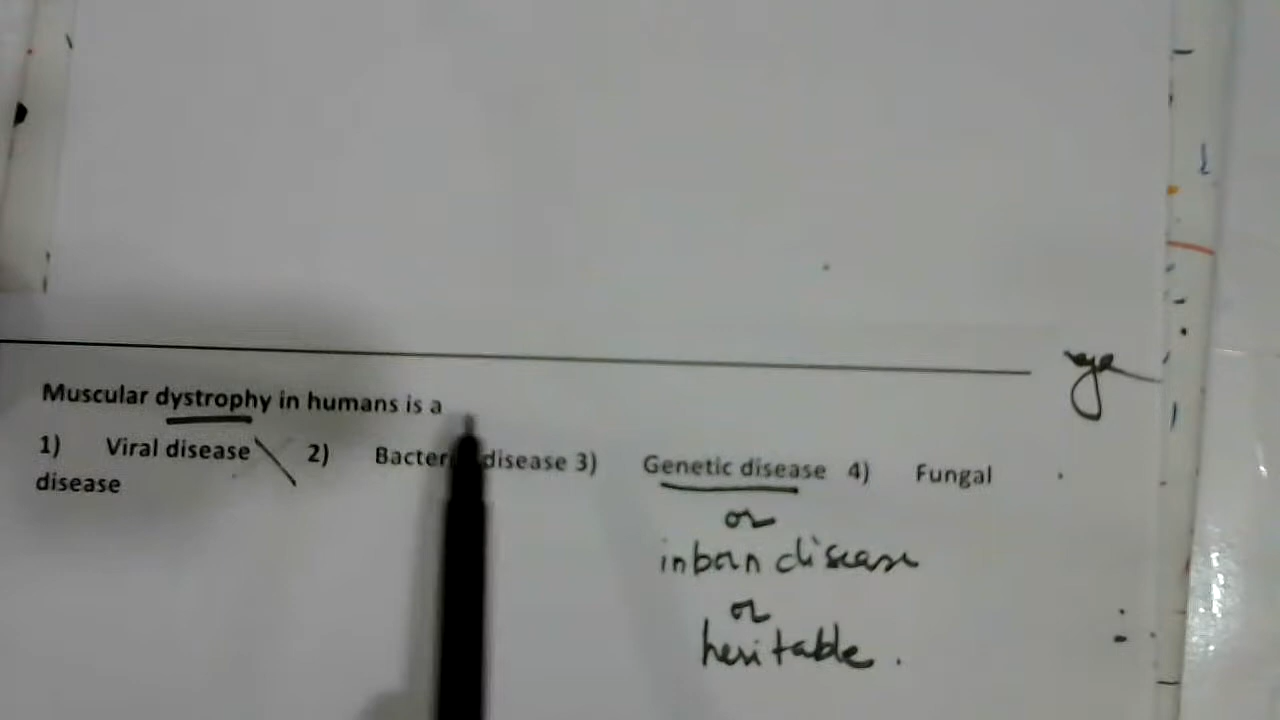 Muscular dystrophy in humans is a
1) Viral disease 2) disease 3) Genetic disease 4) Fungal
disease
or
inborn disease
or
heritable.